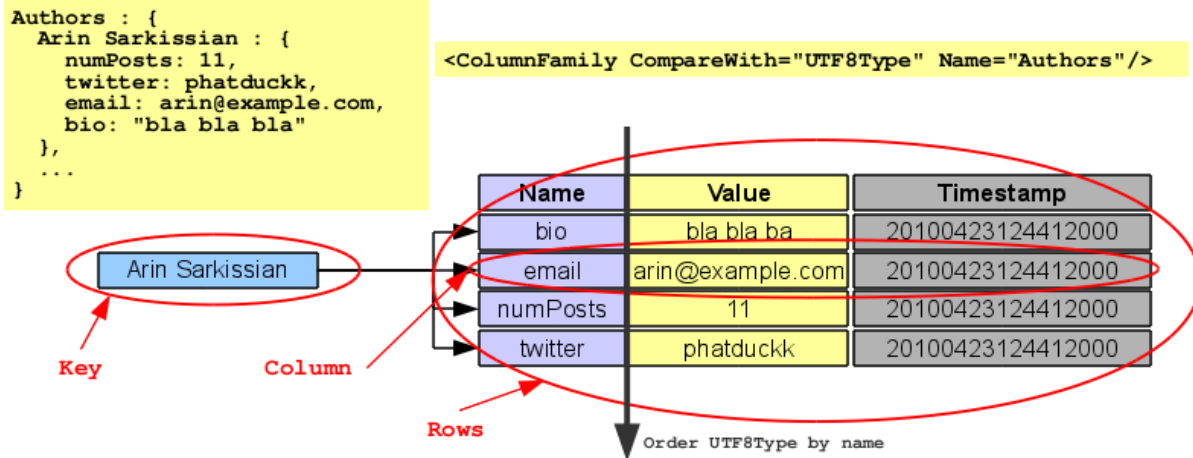 Authors : {
Arin Sarkissian : {
numPosts: 11,
twitter: phatduckk,
email: arin@example.com,
bio: "bla bla bla"
},
...
}
<ColumnFamily CompareWith="UTF8Type" Name="Authors"/>
Name Value Timestamp
bio bla bla ba 20100423124412000
Arin Sarkissian email arin@example.com 20100423124412000
numPosts 11 20100423124412000
twitter phatduckk 20100423124412000
Key Column
Rows
Order UTF8Type by name